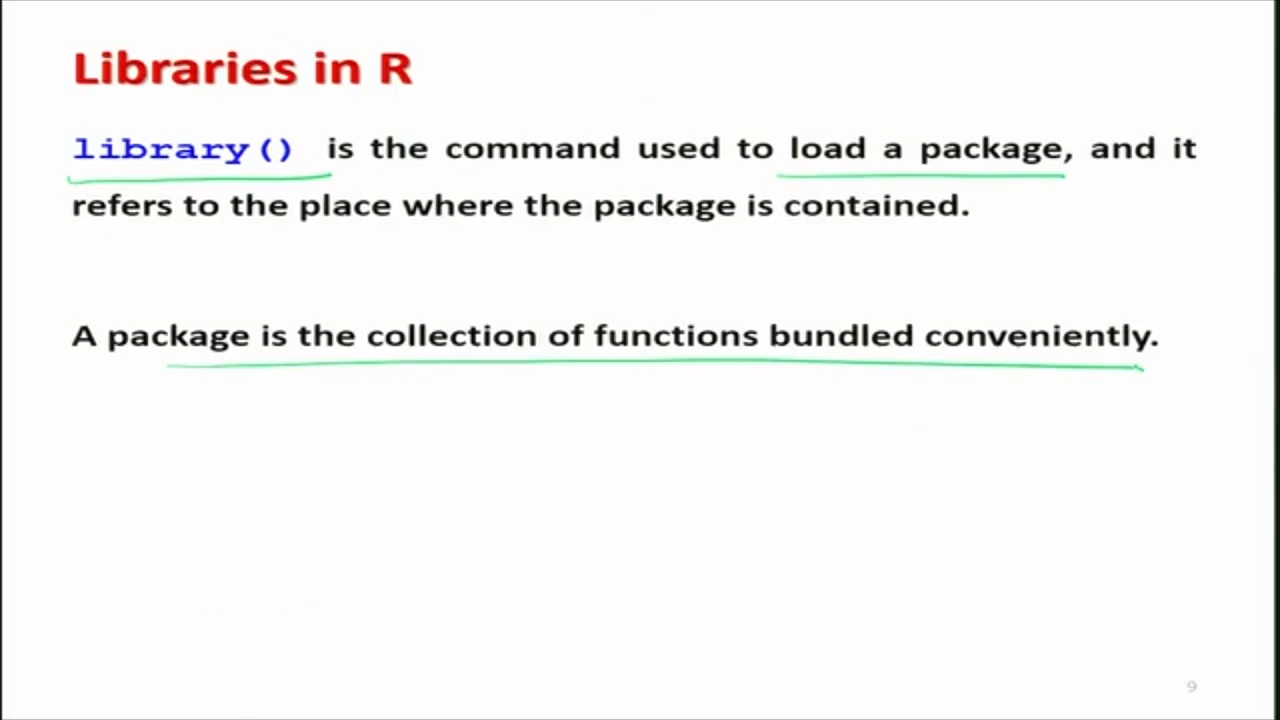 Libraries in R
library() is the command used to load a package, and it
refers to the place where the package is contained.
A package is the collection of functions bundled conveniently.
9